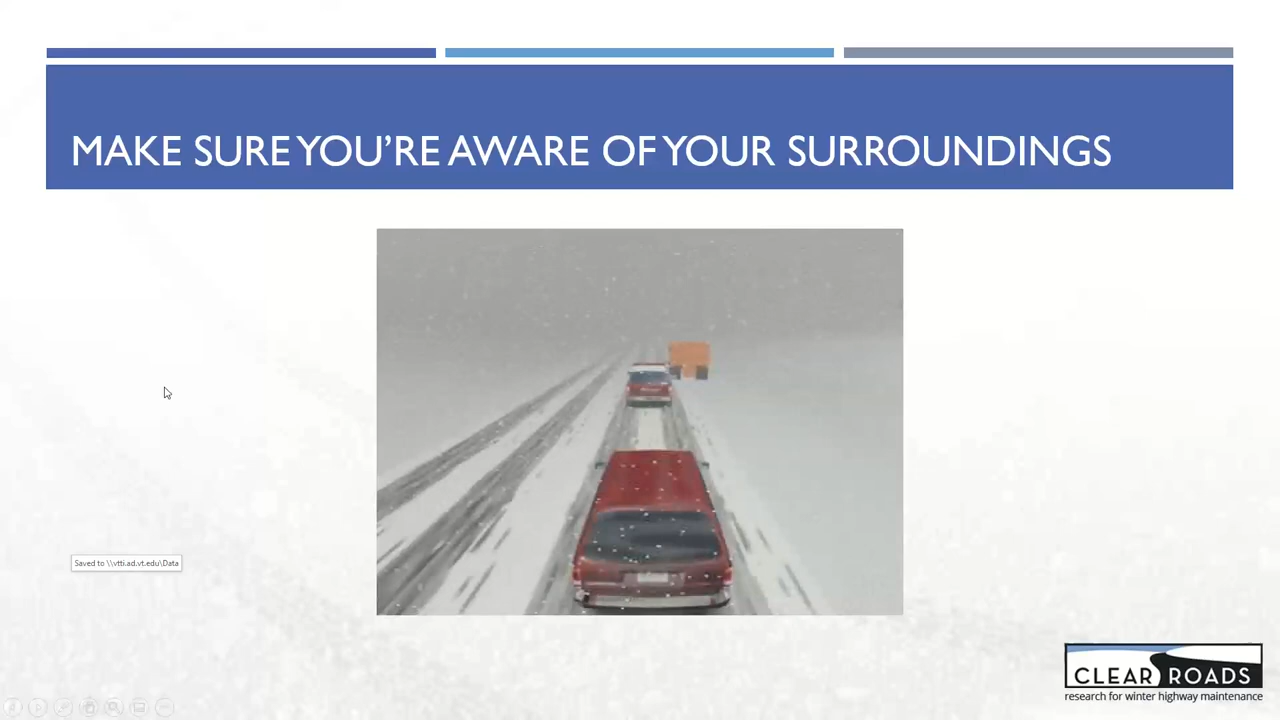 MAKE SURE YOU'RE AWARE OF YOUR SURROUNDINGS
Saved to \\vtti.ad.vt.edu\Data
CLEAR ROADS
research for winter highway maintenance